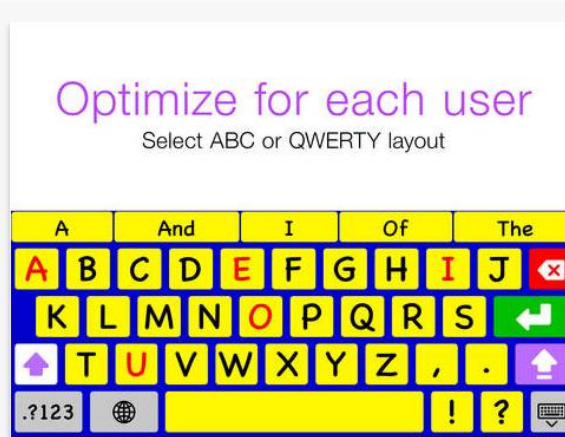 Optimize for each user
Select ABC or QWERTY layout
A And I Of The
A B C D E F G H I J
K L M N O P Q R S
T U V W X Y Z , .
.?123 ! ?